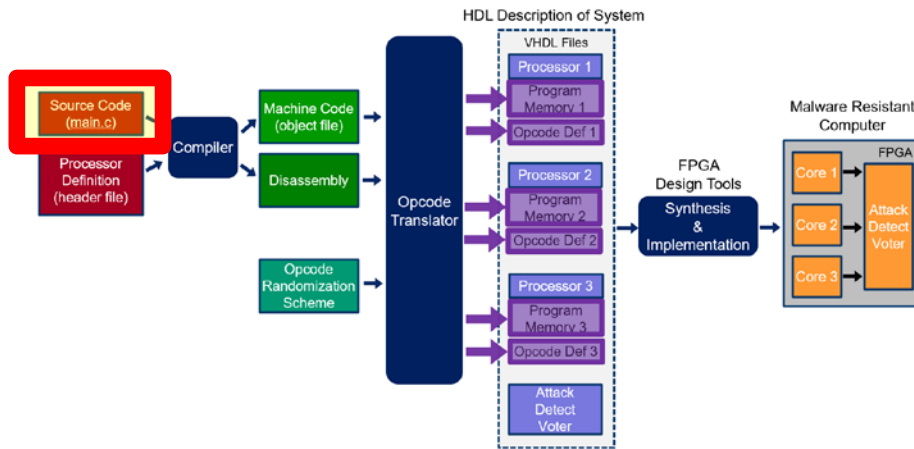 HDL Description of System
VHDL Files
Source Code
(main.c)
Processor
Definition
(header file)
Compiler
Machine Code
(object file)
Disassembly
Opcode
Randomization
Scheme
Opcode
Translator
Processor 1
Program
Memory 1
Opcode Def 1
Processor 2
Program
Memory 2
Opcode Def 2
Processor 3
Program
Memory 3
Opcode Def 3
Attack
Detect
Voter
FPGA
Design Tools
Synthesis
&
Implementation
Malware Resistant
Computer
FPGA
Core 1
Core 2
Core 3
Attack
Detect
Voter